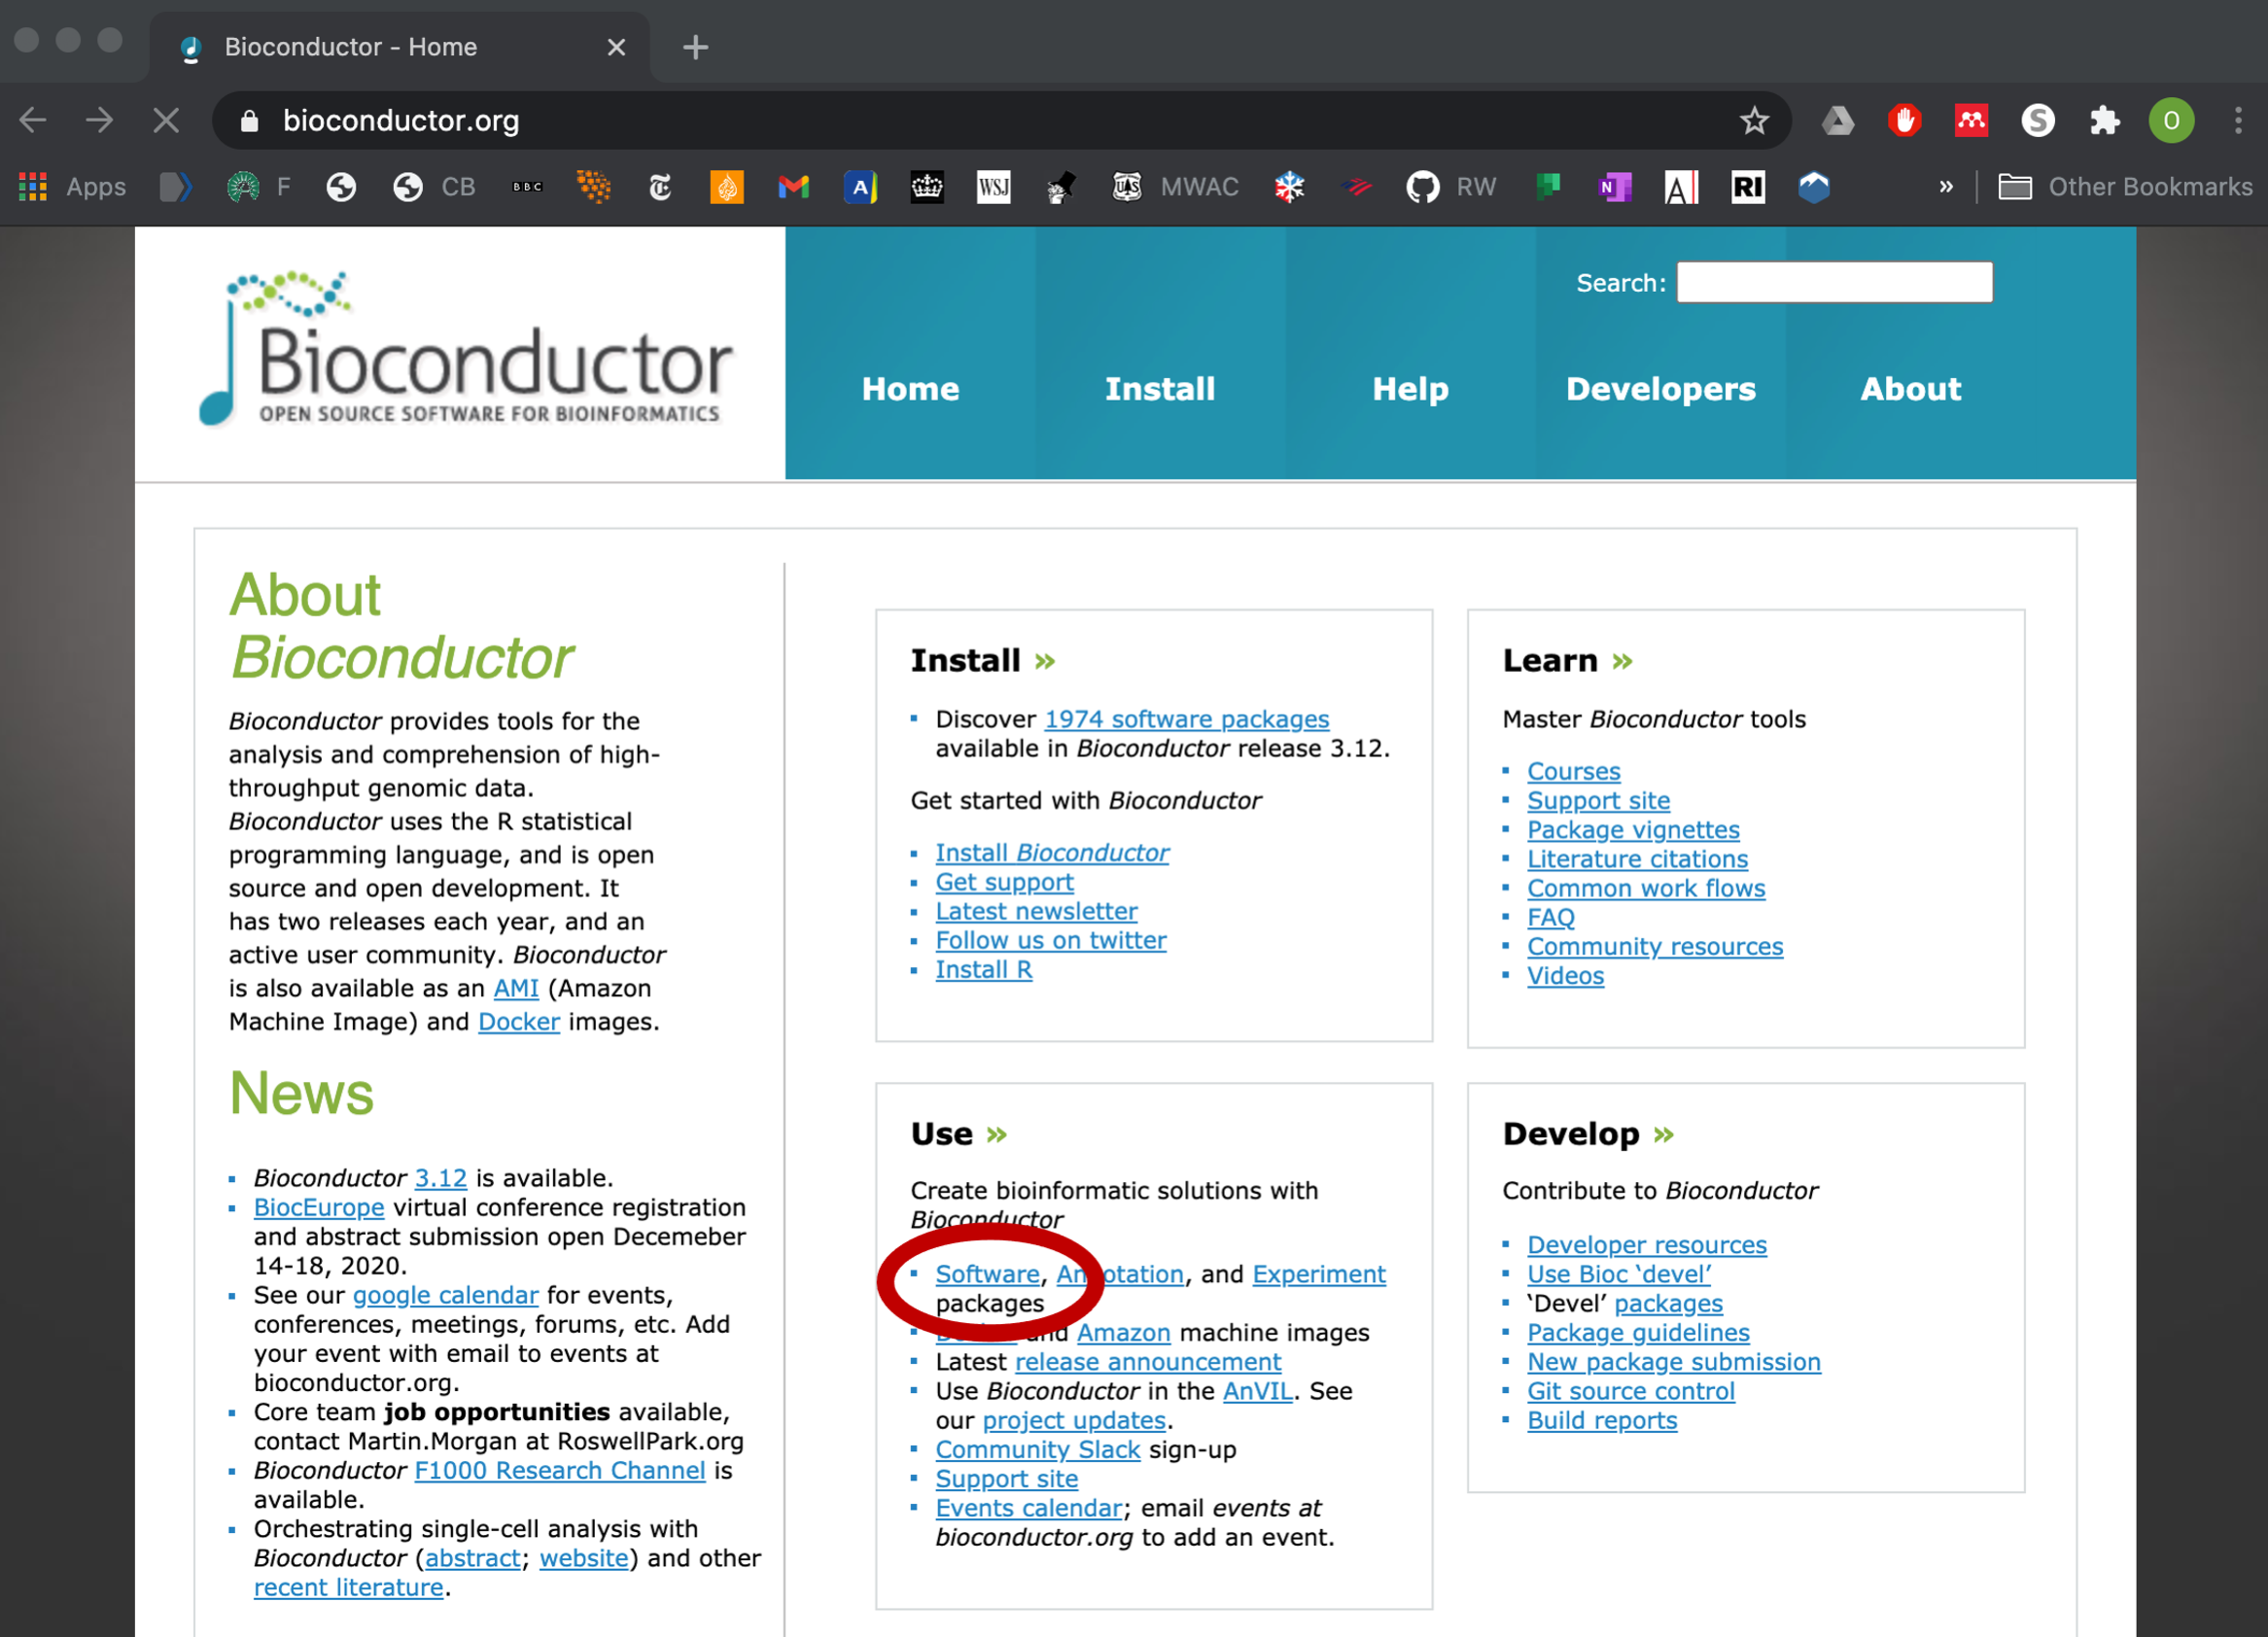 Bioconductor - Home
bioconductor.org
S
O
Apps
F
CB
BBC
A
WSJ
UAS
MWAC
RW
N
A
RI
»
Other Bookmarks
Bioconductor
OPEN SOURCE SOFTWARE FOR BIOINFORMATICS
Search:
Home
Install
Help
Developers
About
About
Bioconductor
Bioconductor provides tools for the
analysis and comprehension of high-
throughput genomic data.
Bioconductor uses the R statistical
programming language, and is open
source and open development. It
has two releases each year, and an
active user community. Bioconductor
is also available as an AMI (Amazon
Machine Image) and Docker images.
News
Bioconductor 3.12 is available.
BiocEurope virtual conference registration
and abstract submission open Decemeber
14-18, 2020.
See our google calendar for events,
conferences, meetings, forums, etc. Add
your event with email to events at
bioconductor.org.
Core team job opportunities available,
contact Martin.Morgan at RoswellPark.org
Bioconductor F1000 Research Channel is
available.
Orchestrating single-cell analysis with
Bioconductor (abstract; website) and other
recent literature.
Install »
Discover 1974 software packages
available in Bioconductor release 3.12.
Get started with Bioconductor
Install Bioconductor
Get support
Latest newsletter
Follow us on twitter
Install R
Learn »
Master Bioconductor tools
Courses
Support site
Package vignettes
Literature citations
Common work flows
FAQ
Community resources
Videos
Use »
Create bioinformatic solutions with
Bioconductor
Software, Annotation, and Experiment
packages
and Amazon machine images
Latest release announcement
Use Bioconductor in the AnVIL. See
our project updates.
Community Slack sign-up
Support site
Events calendar; email events at
bioconductor.org to add an event.
Develop »
Contribute to Bioconductor
Developer resources
Use Bioc ‘devel’
‘Devel’ packages
Package guidelines
New package submission
Git source control
Build reports